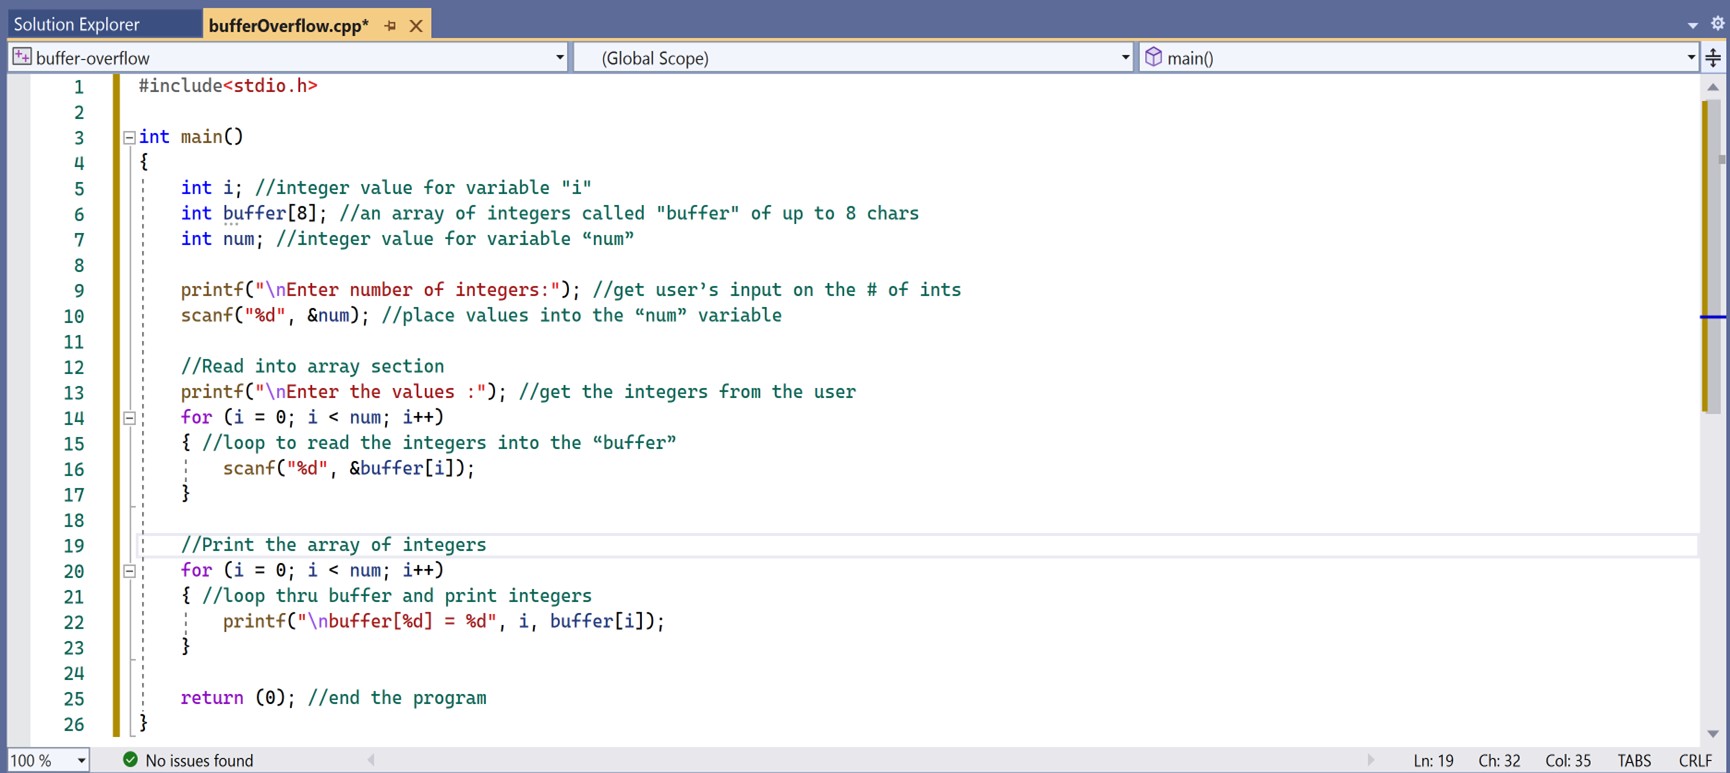 Solution Explorer bufferOverflow.cpp*
buffer-overflow (Global Scope) main()
1 #include<stdio.h>
2
3 int main()
4 {
5 int i; //integer value for variable "i"
6 int buffer[8]; //an array of integers called "buffer" of up to 8 chars
7 int num; //integer value for variable “num”
8
9 printf("\nEnter number of integers:"); //get user’s input on the # of ints
10 scanf("%d", &num); //place values into the “num” variable
11
12 //Read into array section
13 printf("\nEnter the values :"); //get the integers from the user
14 for (i = 0; i < num; i++)
15 { //loop to read the integers into the “buffer”
16 scanf("%d", &buffer[i]);
17 }
18
19 //Print the array of integers
20 for (i = 0; i < num; i++)
21 { //loop thru buffer and print integers
22 printf("\nbuffer[%d] = %d", i, buffer[i]);
23 }
24
25 return (0); //end the program
26 }
100 % No issues found Ln: 19 Ch: 32 Col: 35 TABS CRLF